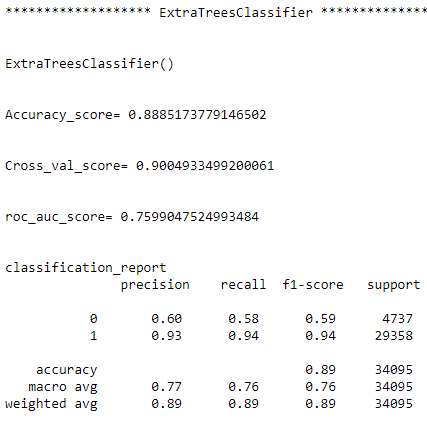 ******************* ExtraTreesClassifier **************
ExtraTreesClassifier()
Accuracy_score= 0.8885173779146502
Cross_val_score= 0.9004933499200061
roc_auc_score= 0.7599047524993484
classification_report
precision recall f1-score support
0 0.60 0.58 0.59 4737
1 0.93 0.94 0.94 29358
accuracy 0.89 34095
macro avg 0.77 0.76 0.76 34095
weighted avg 0.89 0.89 0.89 34095